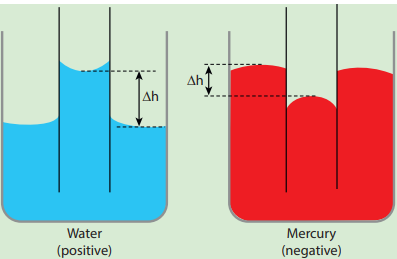 Δh
Δh
Water
(positive)
Mercury
(negative)